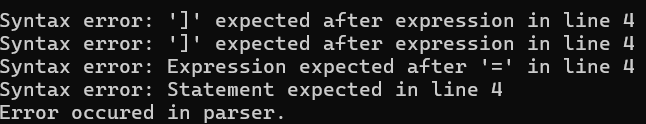 Syntax error: ']' expected after expression in line 4
Syntax error: ']' expected after expression in line 4
Syntax error: Expression expected after '=' in line 4
Syntax error: Statement expected in line 4
Error occured in parser.